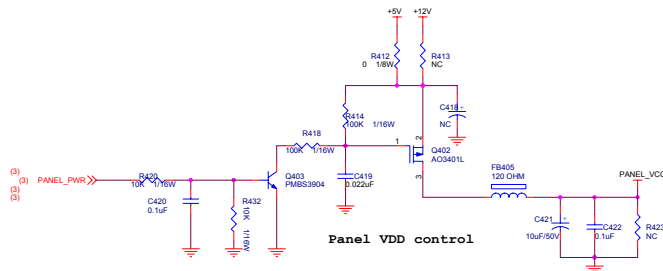 +5V
+12V
R412
0
1/8W
R413
NC
R414
100K
1/16W
C418
+
NC
R418
100K
1/16W
1
2
3
Q402
AO3401L
C419
0.022uF
FB405
120 OHM
PANEL_VCC
(3)
(3)
PANEL_PWR
(3)
(3)
R420
10K
1/16W
Q403
PMBS3904
C420
0.1uF
R432
10K
1/16W
C421
+
10uF/50V
C422
0.1uF
R423
NC
Panel VDD control